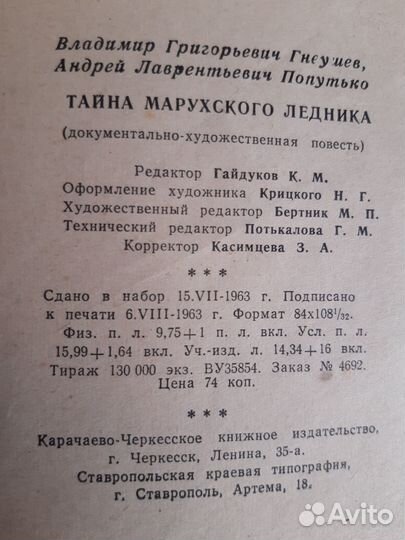 Владимир Григорьевич Гнеушев,
Андрей Лаврентьевич Попутько
ТАЙНА МАРУХСКОГО ЛЕДНИКА
(документально-художественная повесть)
Редактор Гайдуков К. М.
Оформление художника Крицкого Н. Г.
Художественный редактор Бертник М. П.
Технический редактор Потькалова Г. М.
Корректор Касимцева З. А.
* * *
Сдано в набор 15.VII-1963 г. Подписано
к печати 6.VIII-1963 г. Формат 84х108¹/₃₂.
Физ. п. л. 9,75+1 п. л. вкл. Усл. п. л.
15,99+1,64 вкл. Уч.-изд. л. 14,34+16 вкл.
Тираж 130 000 экз. ВУ35854. Заказ № 4692.
Цена 74 коп.
* * *
Карачаево-Черкесское книжное издательство,
г. Черкесск, Ленина, 35-а.
Ставропольская краевая типография,
г. Ставрополь, Артема, 18.
Avito